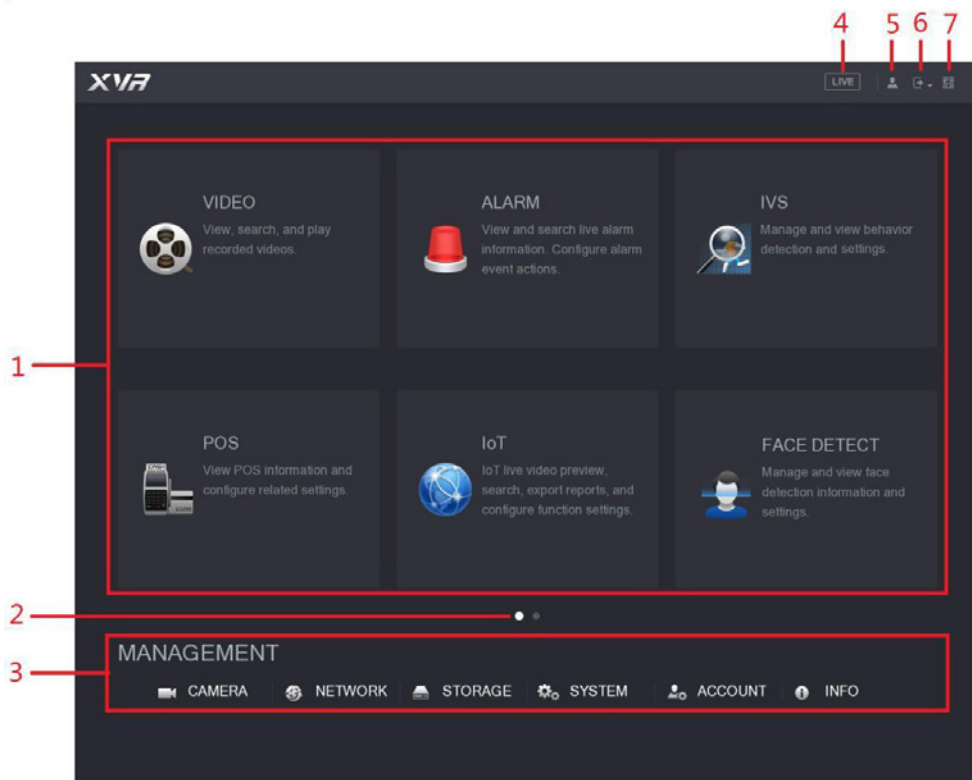 4 5 6 7
XVR
LIVE
1
VIDEO
View, search, and play
recorded videos.
ALARM
View and search live alarm
information. Configure alarm
event actions.
IVS
Manage and view behavior
detection and settings.
POS
View POS information and
configure related settings.
IoT
IoT live video preview,
search, export reports, and
configure function settings.
FACE DETECT
Manage and view face
detection information and
settings.
2
3
MANAGEMENT
CAMERA NETWORK STORAGE SYSTEM ACCOUNT INFO